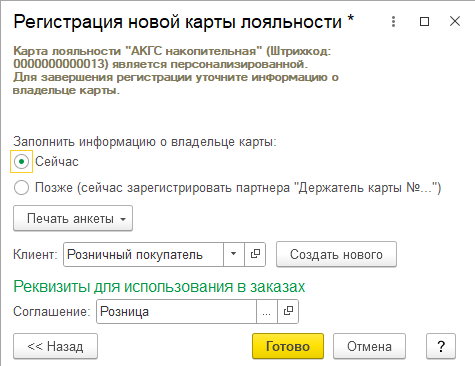 Регистрация новой карты лояльности *
Карта лояльности "АКГС накопительная" (Штрихкод:
0000000000013) является персонализированной.
Для завершения регистрации уточните информацию о
владельце карты.
Заполнить информацию о владельце карты:
Сейчас
Позже (сейчас зарегистрировать партнера "Держатель карты №...")
Печать анкеты
Клиент: Розничный покупатель Создать нового
Реквизиты для использования в заказах
Соглашение: Розница ...
<< Назад Готово Отмена ?